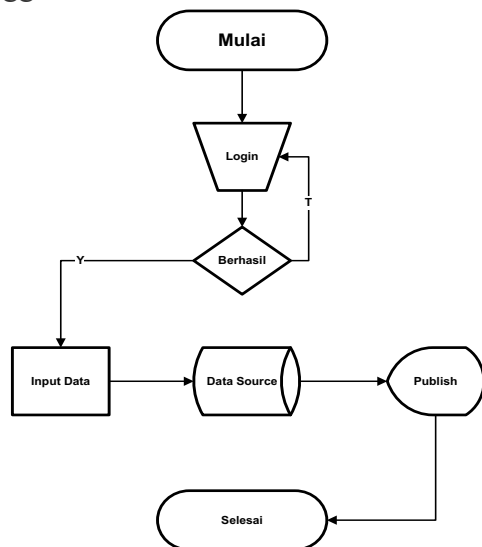 Mulai
Login
T
Berhasil
Y
Input Data
Data Source
Publish
Selesai